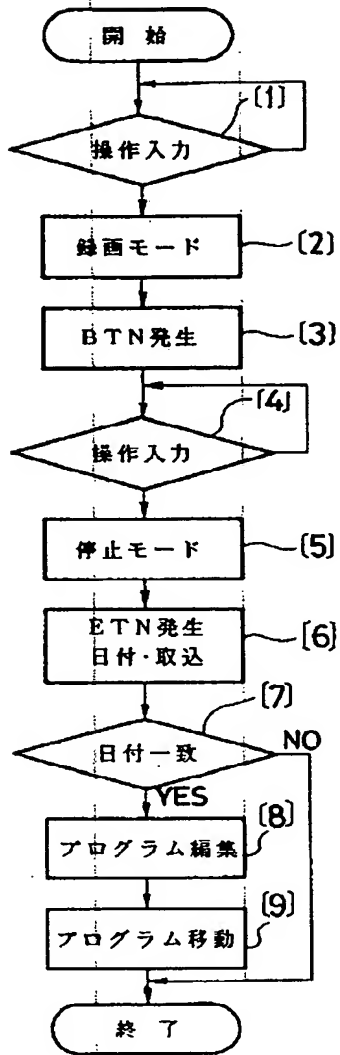 開始
[1]
操作入力
録画モード
[2]
BTN発生
[3]
[4]
操作入力
停止モード
[5]
ETN発生
日付・取込
[6]
[7]
日付一致
NO
YES
[8]
プログラム編集
[9]
プログラム移動
終了